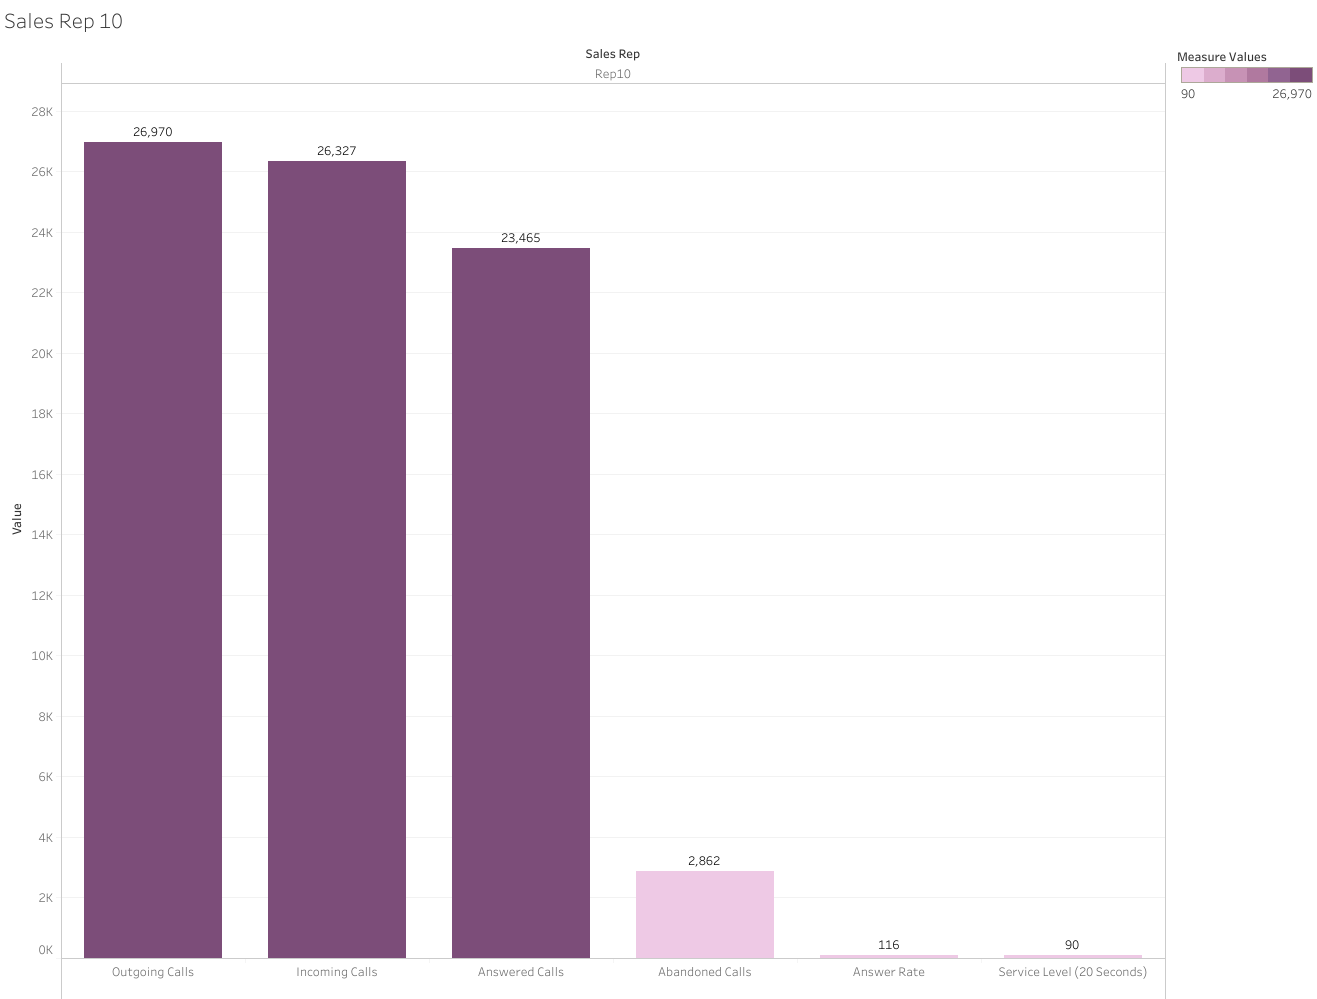 Sales Rep 10
Sales Rep
Rep10
Measure Values
90 26,970
28K
26K
24K
22K
20K
18K
16K
14K
12K
10K
8K
6K
4K
2K
0K
Value
26,970
26,327
23,465
2,862
116
90
Outgoing Calls
Incoming Calls
Answered Calls
Abandoned Calls
Answer Rate
Service Level (20 Seconds)